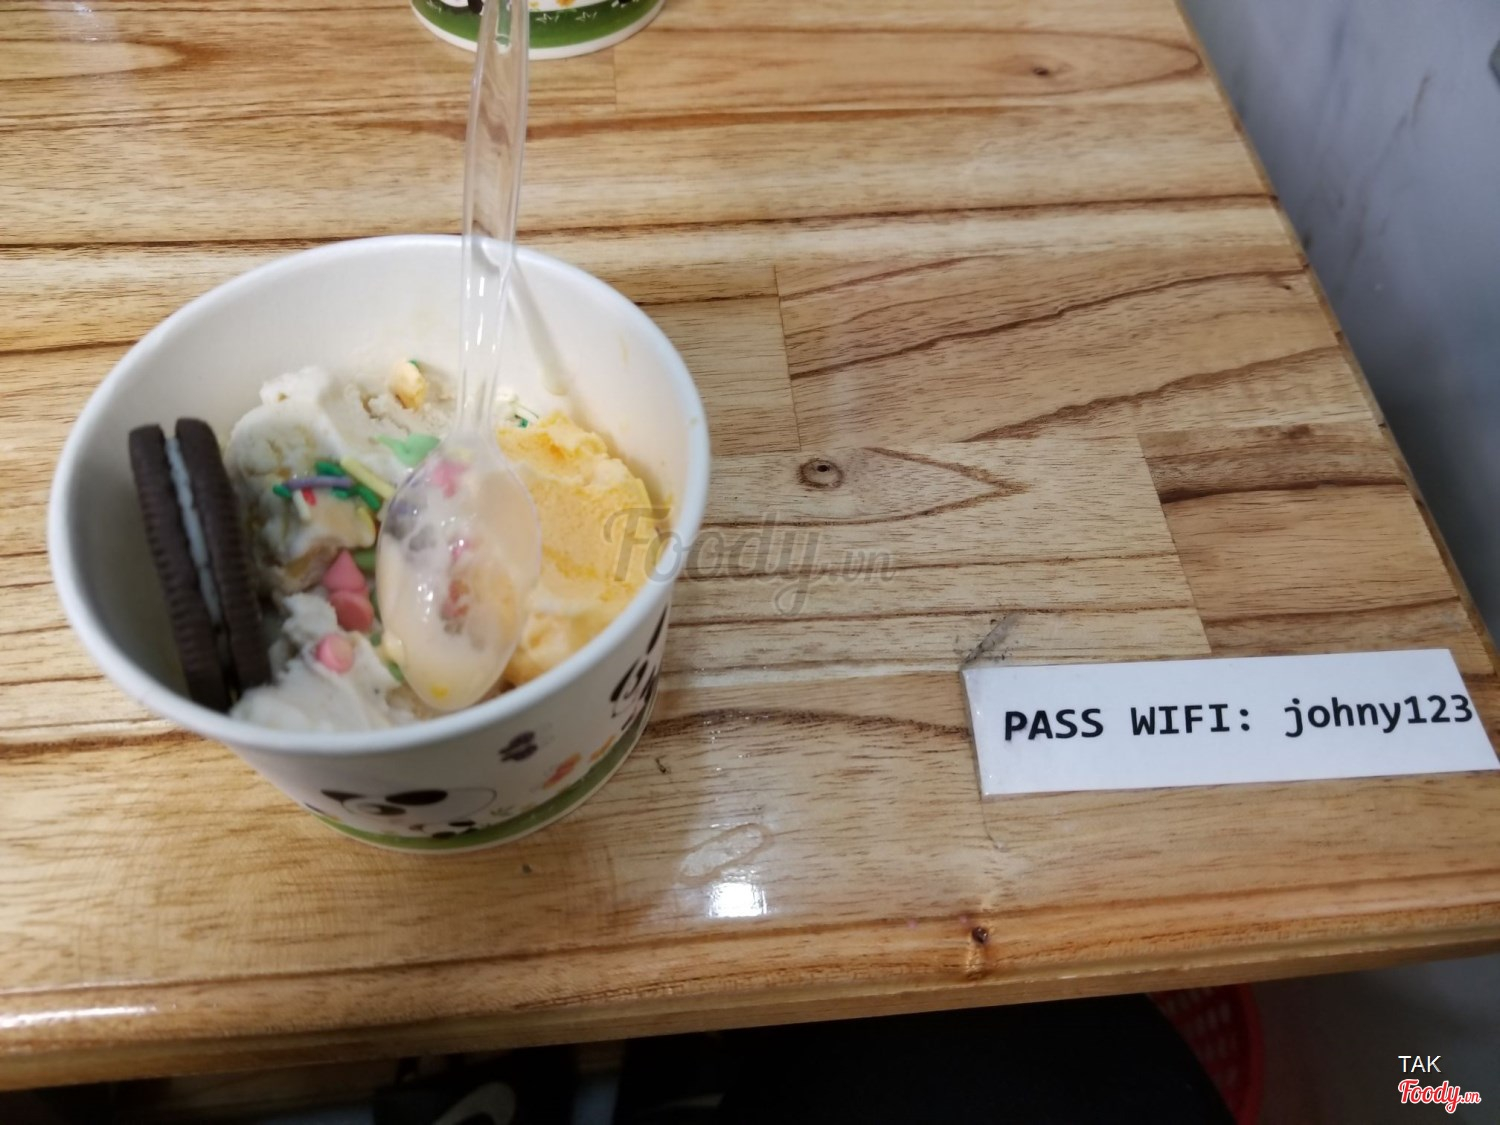 Foody.vn
PASS WIFI: johny123
TAK
Foody.vn